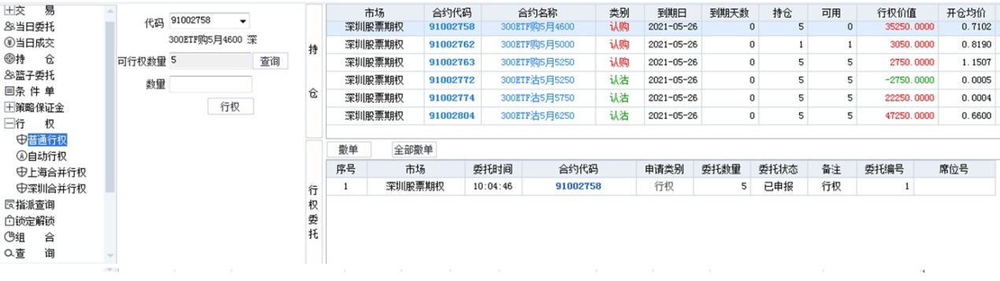 交 易
当日委托
当日成交
持 仓
篮子委托
条 件 单
策略保证金
行 权
普通行权
自动行权
上海合并行权
深圳合并行权
指派查询
锁定解锁
组 合
查 询
代码 91002758
300ETF购5月4600 深
可行权数量 5 查询
数量
行权
持仓
市场 合约代码 合约名称 类别 到期日 到期天数 持仓 可用 行权价值 开仓均价
深圳股票期权 91002758 300ETF购5月4600 认购 2021-05-26 0 5 0 35250.0000 0.7102
深圳股票期权 91002762 300ETF购5月5000 认购 2021-05-26 0 1 1 3050.0000 0.8190
深圳股票期权 91002763 300ETF购5月5250 认购 2021-05-26 0 5 5 2750.0000 1.1507
深圳股票期权 91002772 300ETF沽5月5250 认沽 2021-05-26 0 5 5 -2750.0000 0.0005
深圳股票期权 91002774 300ETF沽5月5750 认沽 2021-05-26 0 5 5 22250.0000 0.0004
深圳股票期权 91002804 300ETF沽5月6250 认沽 2021-05-26 0 5 5 47250.0000 0.6600
行权委托
撤单 全部撤单
序号 市场 委托时间 合约代码 申请类别 委托数量 委托状态 备注 委托编号 席位号
1 深圳股票期权 10:04:46 91002758 行权 5 已申报 行权 1